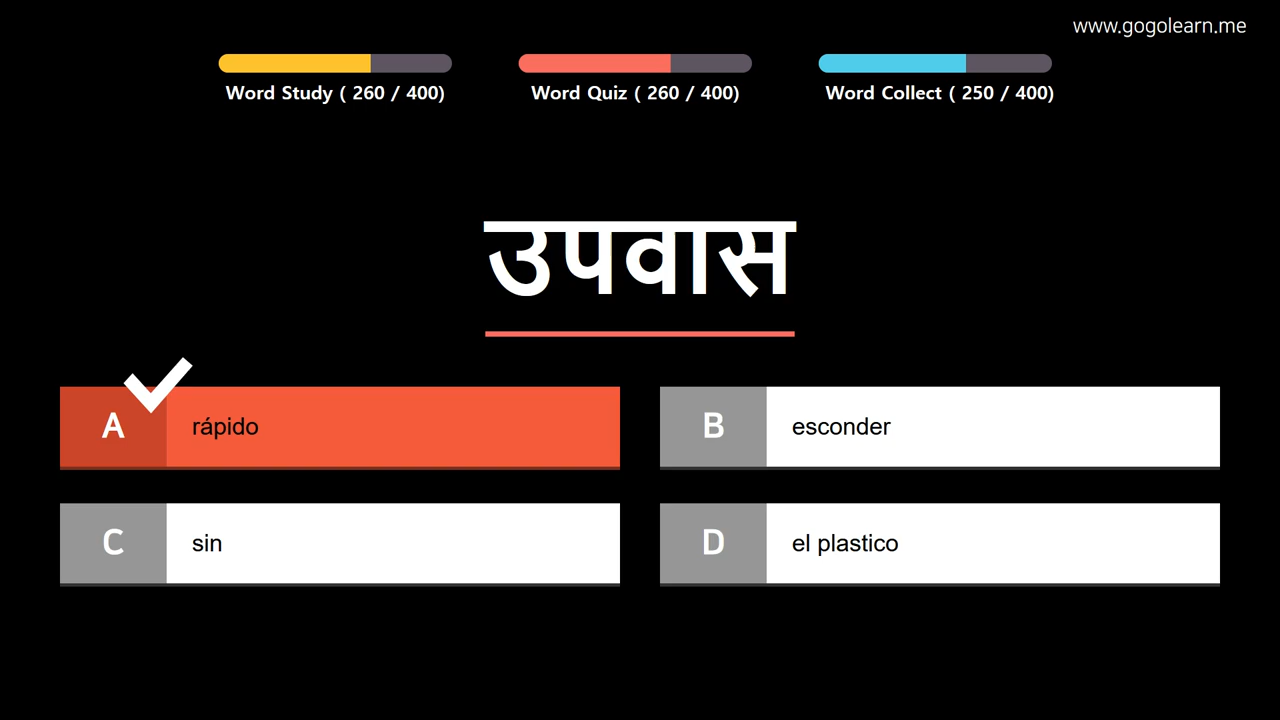 www.gogolearn.me
Word Study ( 260 / 400)
Word Quiz ( 260 / 400)
Word Collect ( 250 / 400)
उपवास
A rápido
B esconder
C sin
D el plastico